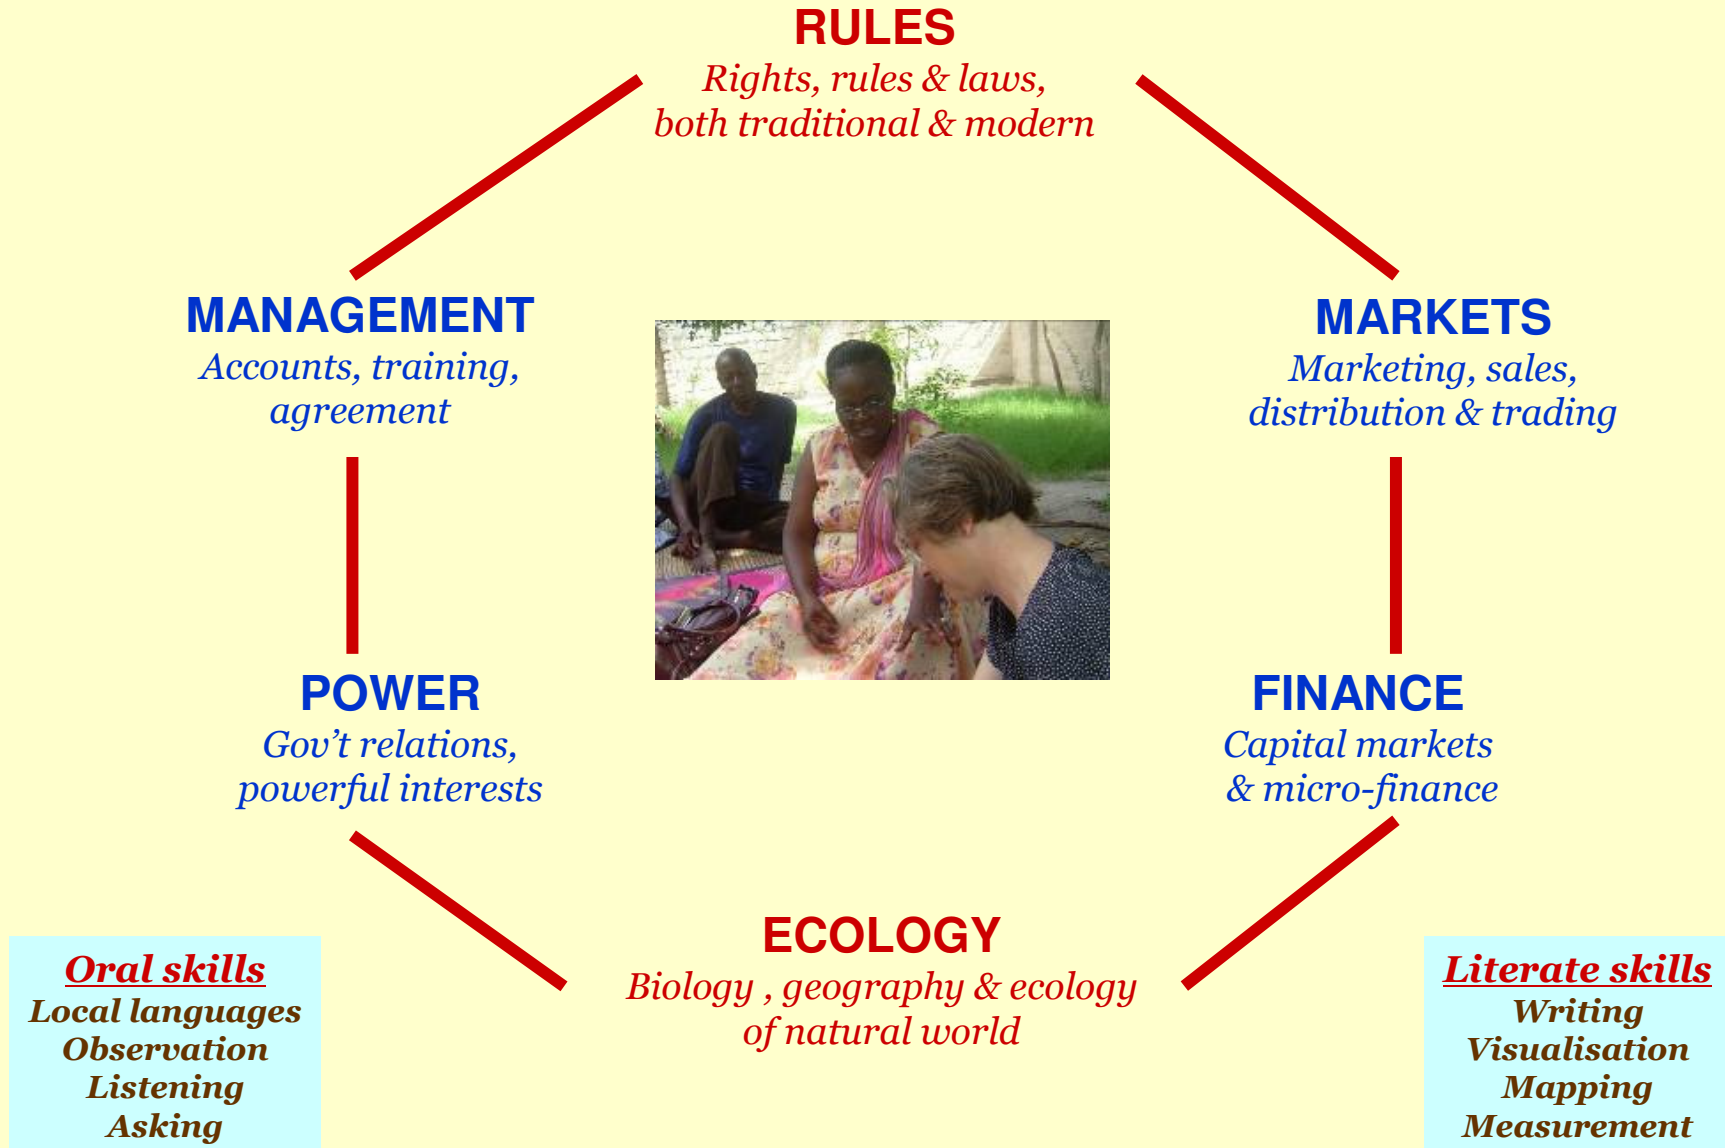 RULES
Rights, rules & laws,
both traditional & modern
MANAGEMENT
Accounts, training,
agreement
MARKETS
Marketing, sales,
distribution & trading
POWER
Gov’t relations,
powerful interests
FINANCE
Capital markets
& micro-finance
ECOLOGY
Biology , geography & ecology
of natural world
Oral skills
Local languages
Observation
Listening
Asking
Literate skills
Writing
Visualisation
Mapping
Measurement